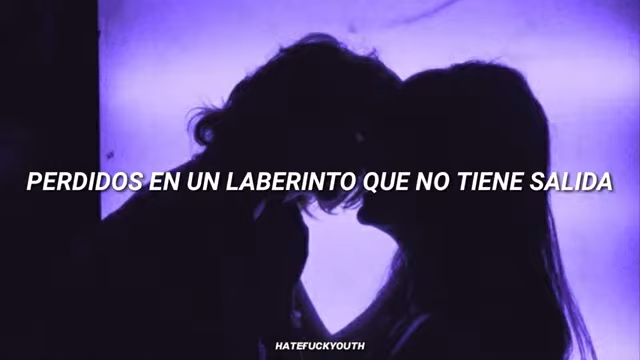 PERDIDOS EN UN LABERINTO QUE NO TIENE SALIDA
HATEFUCKYOUTH